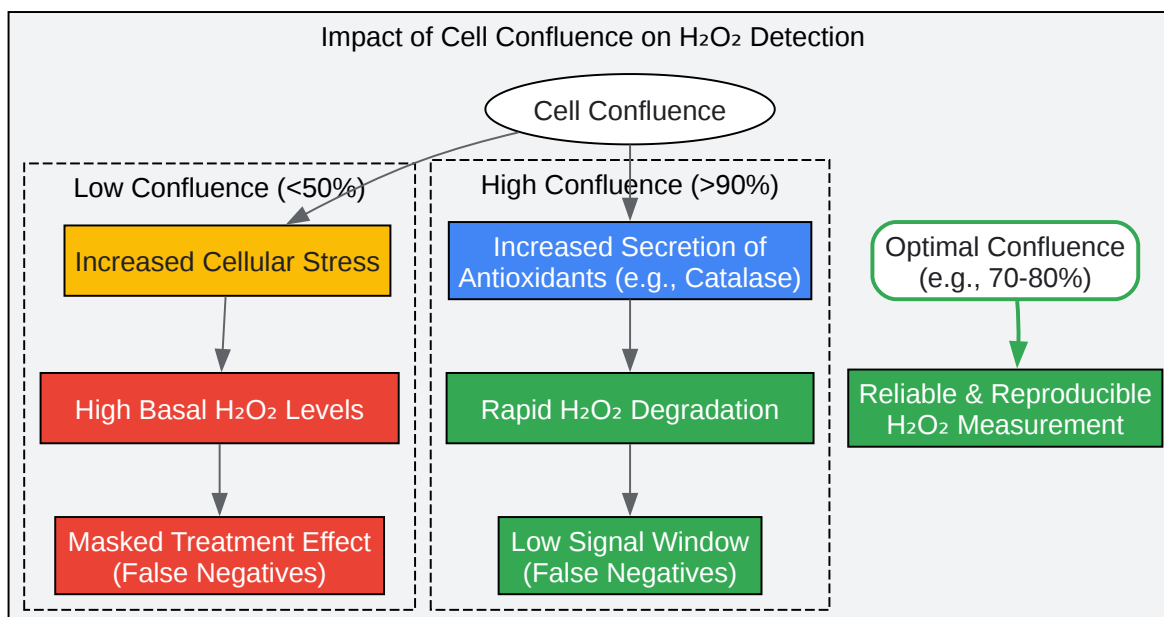 Impact of Cell Confluence on H₂O₂ Detection
Cell Confluence
Low Confluence (<50%)
Increased Cellular Stress
High Basal H₂O₂ Levels
Masked Treatment Effect
(False Negatives)
High Confluence (>90%)
Increased Secretion of
Antioxidants (e.g., Catalase)
Rapid H₂O₂ Degradation
Low Signal Window
(False Negatives)
Optimal Confluence
(e.g., 70-80%)
Reliable & Reproducible
H₂O₂ Measurement